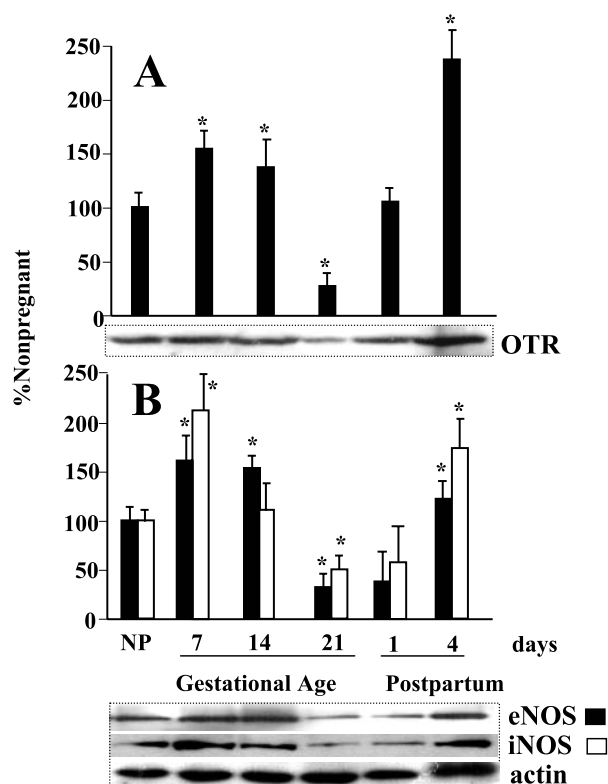 A
250
200
150
100
50
0
* * * *
OTR
%Nonpregnant
B
250
200
150
100
50
0
* * * * * * *
NP 7 14 21 1 4 days
Gestational Age Postpartum
eNOS
iNOS
actin